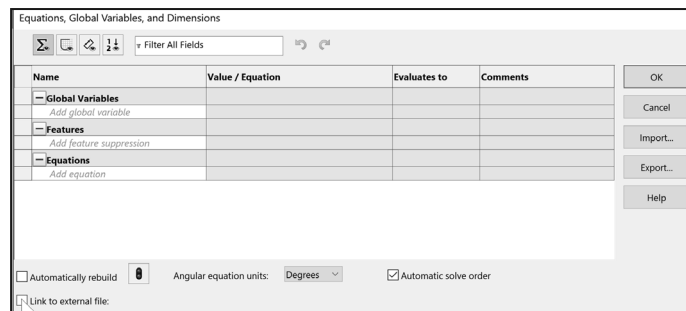 Equations, Global Variables, and Dimensions
Filter All Fields
Name Value / Equation Evaluates to Comments
Global Variables
Add global variable
Features
Add feature suppression
Equations
Add equation
OK
Cancel
Import...
Export...
Help
Automatically rebuild Angular equation units: Degrees Automatic solve order
Link to external file: